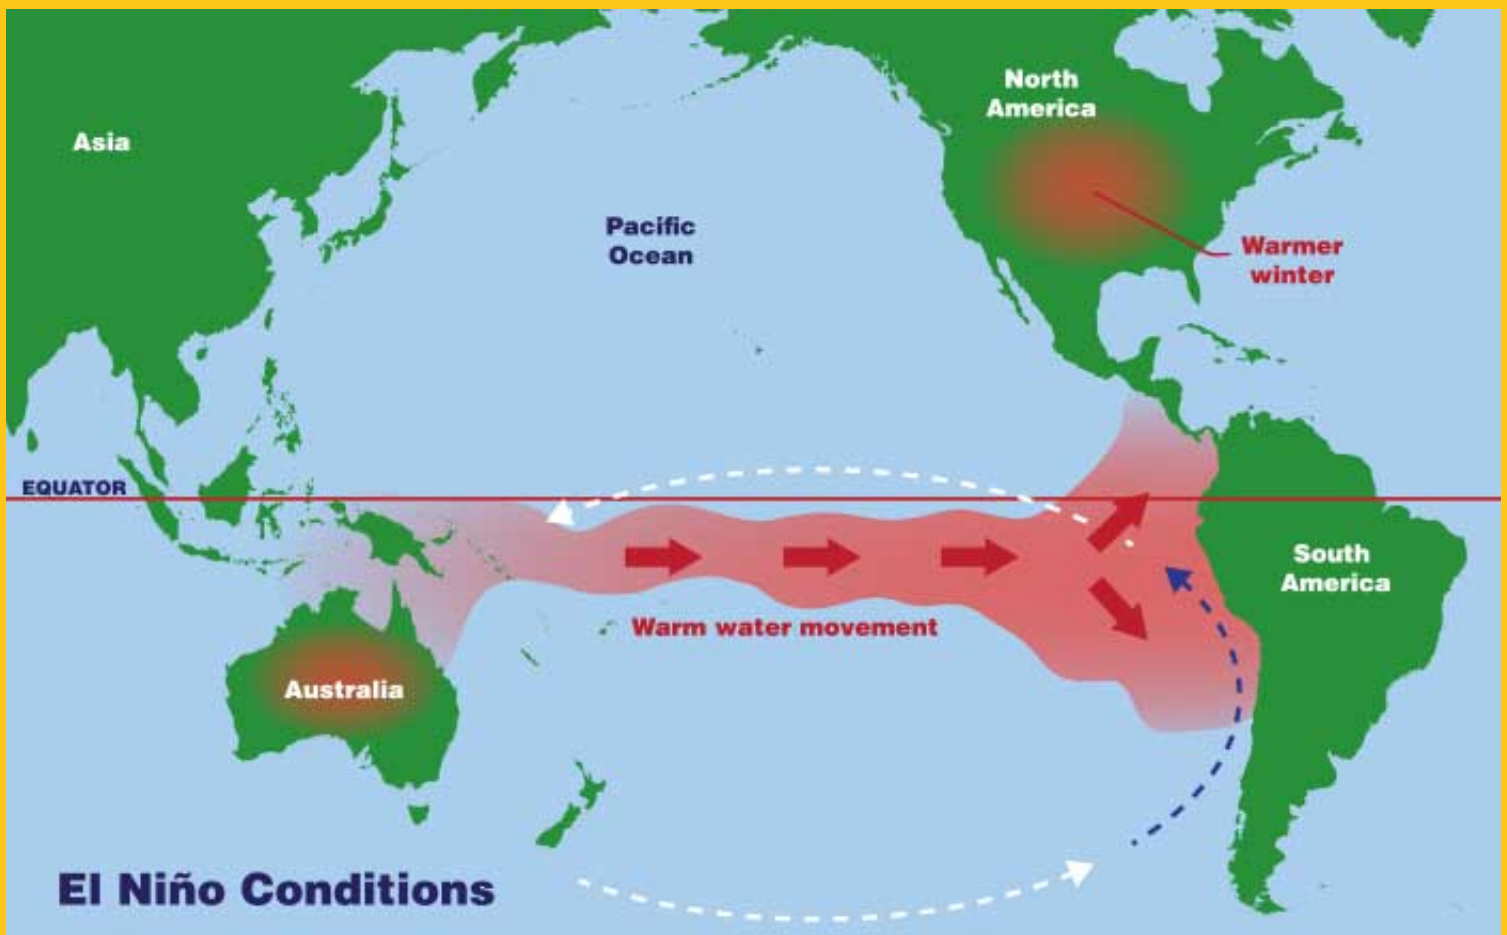 North
America
Asia
Pacific
Ocean
Warmer
winter
EQUATOR
South
America
Warm water movement
Australia
El Niño Conditions